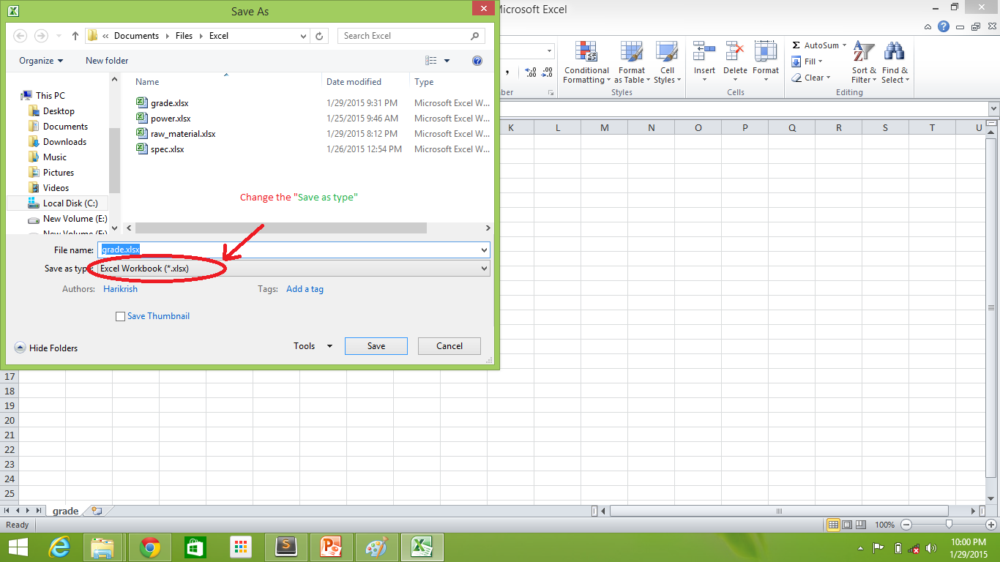 Save As
Microsoft Excel
« Documents Files Excel
Search Excel
Organize
New folder
Name
Date modified
Type
This PC
Desktop
Documents
Downloads
Music
Pictures
Videos
Local Disk (C:)
New Volume (E:)
grade.xlsx 1/29/2015 9:31 PM Microsoft Excel W...
power.xlsx 1/25/2015 9:46 AM Microsoft Excel W...
raw_material.xlsx 1/29/2015 8:12 PM Microsoft Excel W...
spec.xlsx 1/26/2015 12:54 PM Microsoft Excel W...
Change the "Save as type"
File name: grade.xlsx
Save as type: Excel Workbook (*.xlsx)
Authors: Harikrish
Tags: Add a tag
Save Thumbnail
Hide Folders
Tools
Save
Cancel
Conditional
Formatting
Format
as Table
Cell
Styles
Insert
Delete
Format
AutoSum
Fill
Clear
Sort &
Filter
Find &
Select
ber
Styles
Cells
Editing
K L M N O P Q R S T U
17
18
19
20
21
22
23
24
25
grade
Ready
100%
10:00 PM
1/29/2015